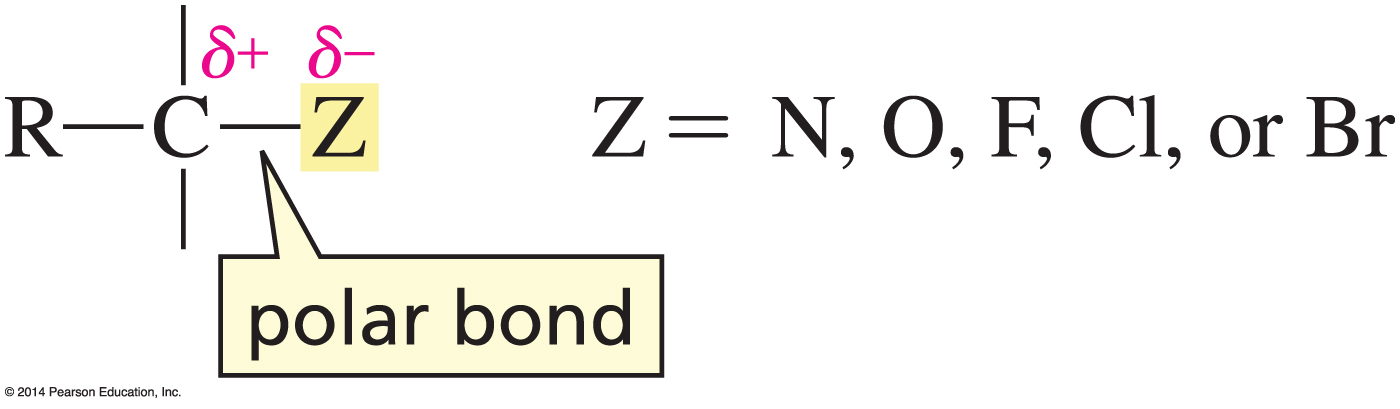 δ+ δ−
R—C—Z Z = N, O, F, Cl, or Br
polar bond
© 2014 Pearson Education, Inc.